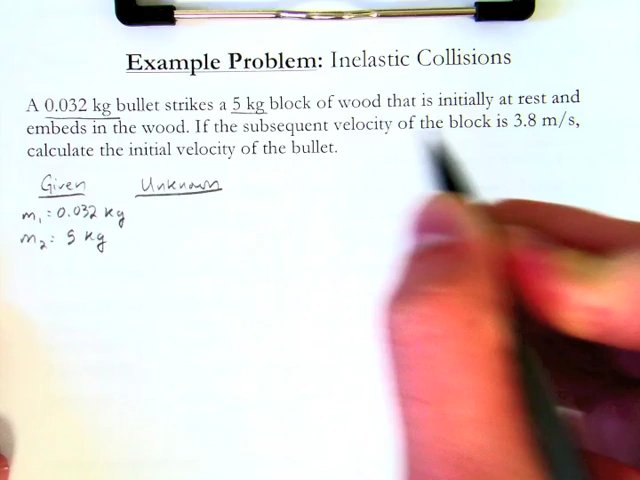 Example Problem: Inelastic Collisions
A 0.032 kg bullet strikes a 5 kg block of wood that is initially at rest and
embeds in the wood. If the subsequent velocity of the block is 3.8 m/s,
calculate the initial velocity of the bullet.
Given Unknown
m₁ : 0.032 kg
m₂ : 5 kg